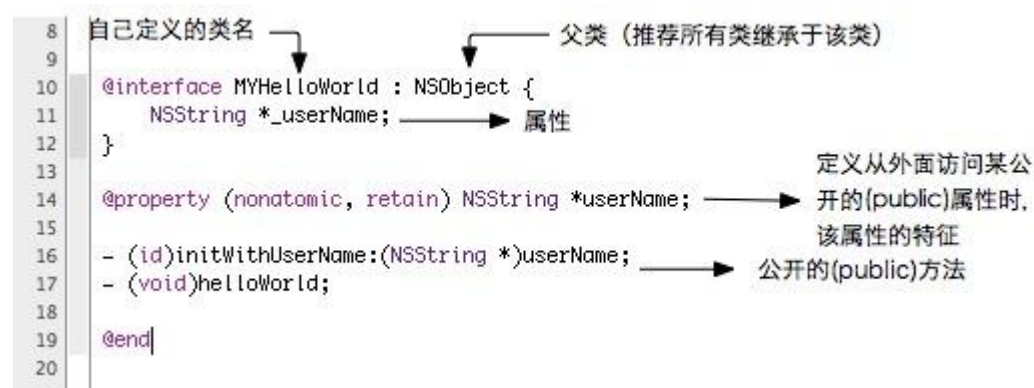 8 自己定义的类名 父类（推荐所有类继承于该类）
9
10 @interface MYHelloWorld : NSObject {
11 NSString *_userName; 属性
12 }
13
定义从外面访问某公
14 @property (nonatomic, retain) NSString *userName; 开的(public)属性时,
15
该属性的特征
16 - (id)initWithUserName:(NSString *)userName;
公开的(public)方法
17 - (void)helloWorld;
18
19 @end
20